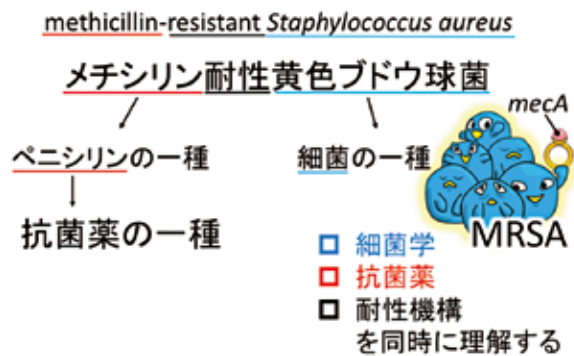 methicillin-resistant Staphylococcus aureus
メチシリン耐性黄色ブドウ球菌
mecA
ペニシリンの一種
細菌の一種
抗菌薬の一種
MRSA
細菌学
抗菌薬
耐性機構
を同時に理解する